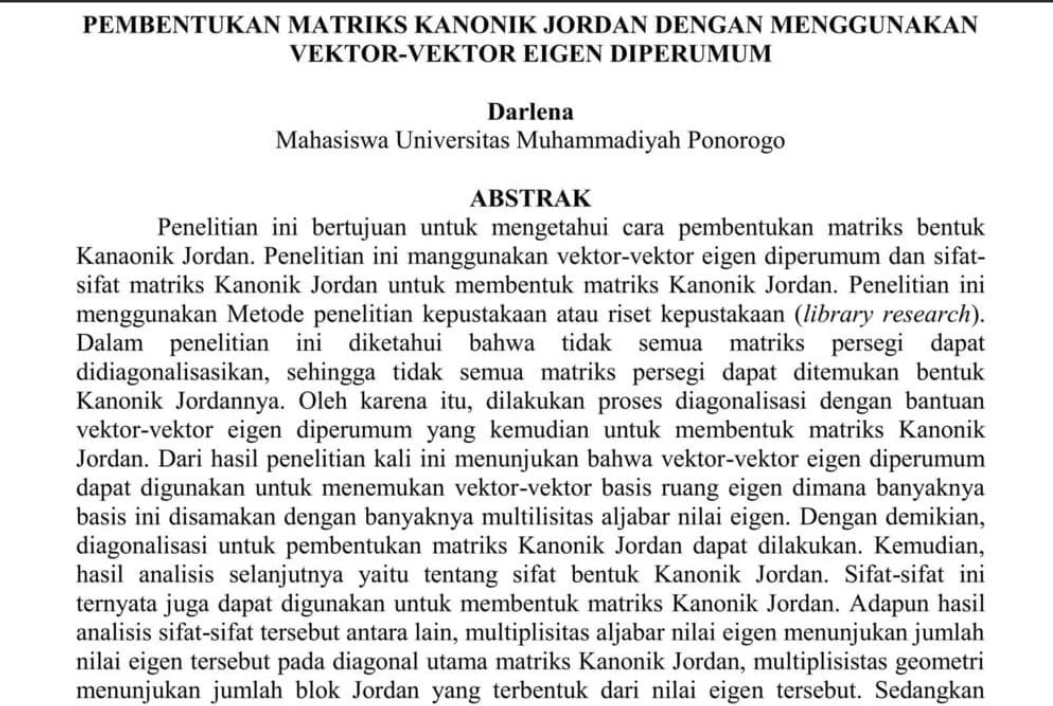 PEMBENTUKAN MATRIKS KANONIK JORDAN DENGAN MENGGUNAKAN
VEKTOR-VEKTOR EIGEN DIPERUMUM
Darlena
Mahasiswa Universitas Muhammadiyah Ponorogo
ABSTRAK
Penelitian ini bertujuan untuk mengetahui cara pembentukan matriks bentuk
Kanaonik Jordan. Penelitian ini manggunakan vektor-vektor eigen diperumum dan sifat-
sifat matriks Kanonik Jordan untuk membentuk matriks Kanonik Jordan. Penelitian ini
menggunakan Metode penelitian kepustakaan atau riset kepustakaan (library research).
Dalam penelitian ini diketahui bahwa tidak semua matriks persegi dapat
didiagonalisasikan, sehingga tidak semua matriks persegi dapat ditemukan bentuk
Kanonik Jordannya. Oleh karena itu, dilakukan proses diagonalisasi dengan bantuan
vektor-vektor eigen diperumum yang kemudian untuk membentuk matriks Kanonik
Jordan. Dari hasil penelitian kali ini menunjukan bahwa vektor-vektor eigen diperumum
dapat digunakan untuk menemukan vektor-vektor basis ruang eigen dimana banyaknya
basis ini disamakan dengan banyaknya multilisitas aljabar nilai eigen. Dengan demikian,
diagonalisasi untuk pembentukan matriks Kanonik Jordan dapat dilakukan. Kemudian,
hasil analisis selanjutnya yaitu tentang sifat bentuk Kanonik Jordan. Sifat-sifat ini
ternyata juga dapat digunakan untuk membentuk matriks Kanonik Jordan. Adapun hasil
analisis sifat-sifat tersebut antara lain, multiplisitas aljabar nilai eigen menunjukan jumlah
nilai eigen tersebut pada diagonal utama matriks Kanonik Jordan, multiplisistas geometri
menunjukan jumlah blok Jordan yang terbentuk dari nilai eigen tersebut. Sedangkan